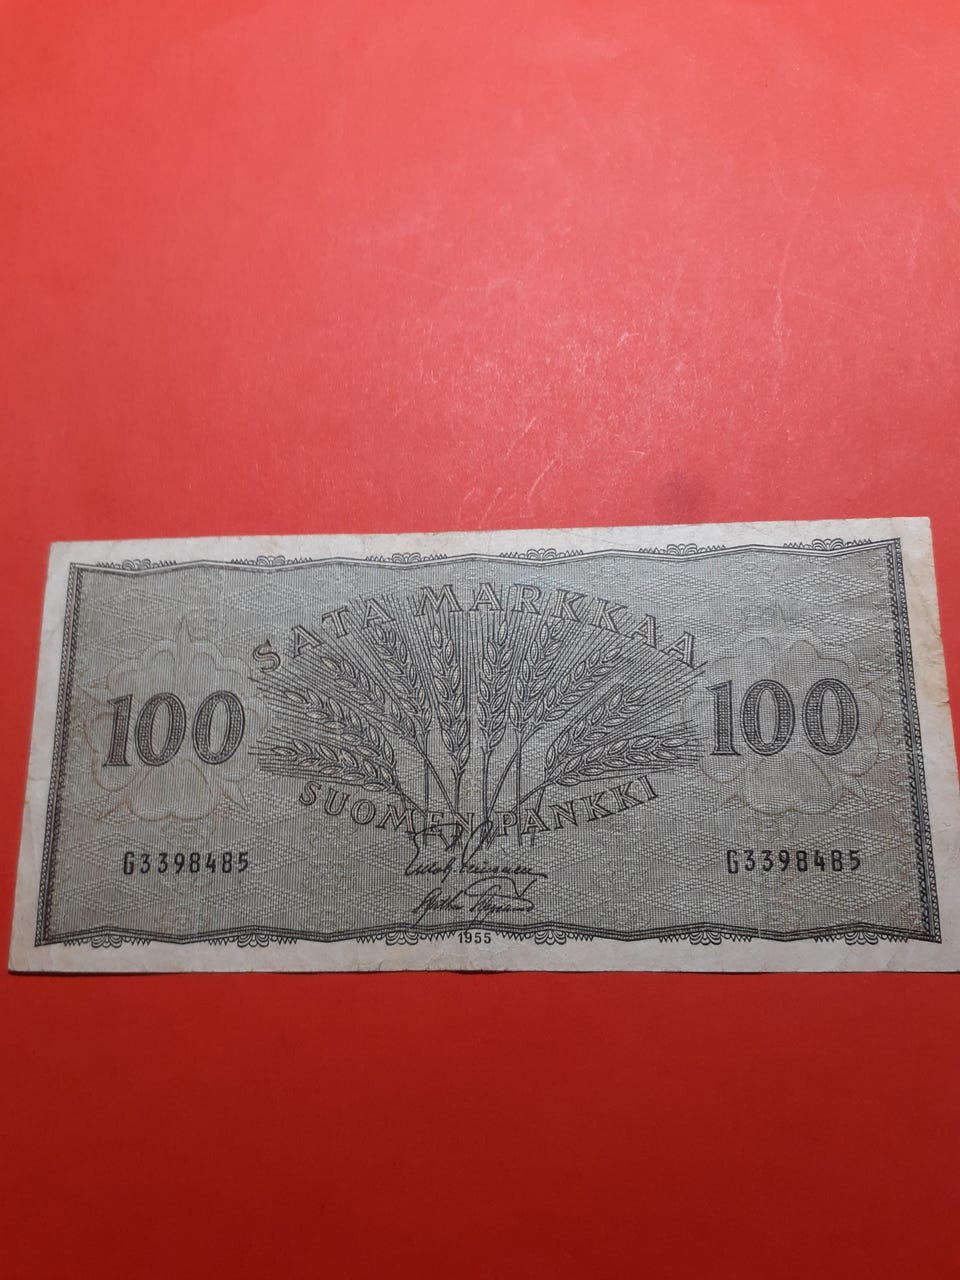 SATA MARKKAA
100 100
SUOMEN PANKKI
G3398485 G3398485
1955